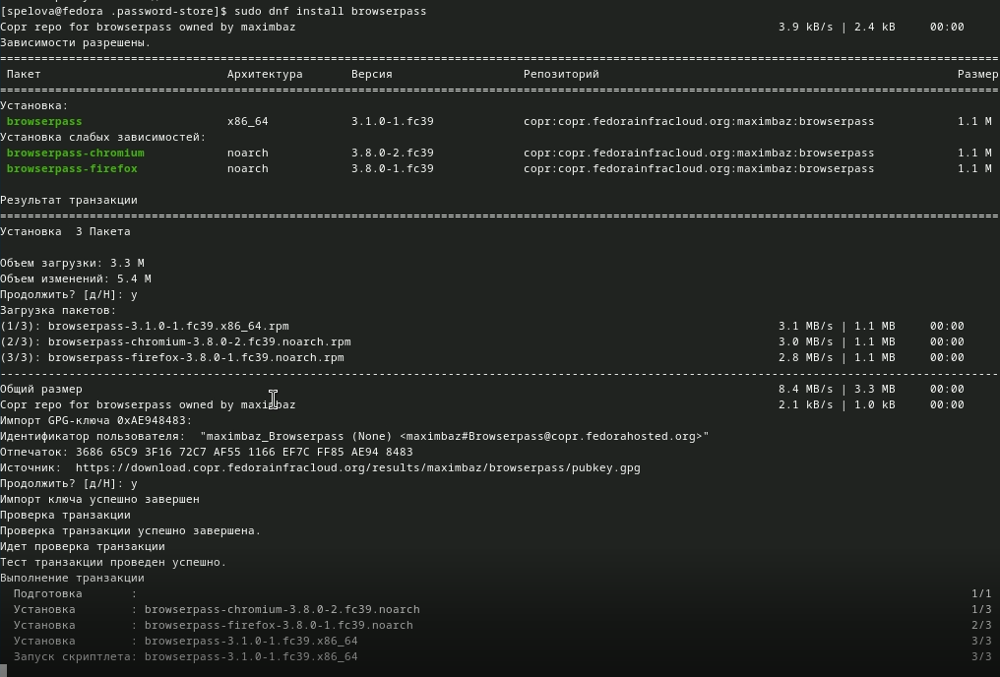 [spelova@fedora .password-store]$ sudo dnf install browserpass
Copr repo for browserpass owned by maximbaz 3.9 kB/s | 2.4 kB 00:00
Зависимости разрешены.
================================================================================
Пакет Архитектура Версия Репозиторий Размер
================================================================================
Установка:
browserpass x86_64 3.1.0-1.fc39 copr:copr.fedorainfracloud.org:maximbaz:browserpass 1.1 M
Установка слабых зависимостей:
browserpass-chromium noarch 3.8.0-2.fc39 copr:copr.fedorainfracloud.org:maximbaz:browserpass 1.1 M
browserpass-firefox noarch 3.8.0-1.fc39 copr:copr.fedorainfracloud.org:maximbaz:browserpass 1.1 M
Результат транзакции
================================================================================
Установка 3 Пакета
Объем загрузки: 3.3 M
Объем изменений: 5.4 M
Продолжить? [д/Н]: y
Загрузка пакетов:
(1/3): browserpass-3.1.0-1.fc39.x86_64.rpm 3.1 MB/s | 1.1 MB 00:00
(2/3): browserpass-chromium-3.8.0-2.fc39.noarch.rpm 3.0 MB/s | 1.1 MB 00:00
(3/3): browserpass-firefox-3.8.0-1.fc39.noarch.rpm 2.8 MB/s | 1.1 MB 00:00
--------------------------------------------------------------------------------
Общий размер 8.4 MB/s | 3.3 MB 00:00
Copr repo for browserpass owned by maximbaz 2.1 kB/s | 1.0 kB 00:00
Импорт GPG-ключа 0xAE948483:
Идентификатор пользователя: "maximbaz_Browserpass (None) <maximbaz#Browserpass@copr.fedorahosted.org>"
Отпечаток: 3686 65C9 3F16 72C7 AF55 1166 EF7C FF85 AE94 8483
Источник: https://download.copr.fedorainfracloud.org/results/maximbaz/browserpass/pubkey.gpg
Продолжить? [д/Н]: y
Импорт ключа успешно завершен
Проверка транзакции
Проверка транзакции успешно завершена.
Идет проверка транзакции
Тест транзакции проведен успешно.
Выполнение транзакции
Подготовка : 1/1
Установка : browserpass-chromium-3.8.0-2.fc39.noarch 1/3
Установка : browserpass-firefox-3.8.0-1.fc39.noarch 2/3
Установка : browserpass-3.1.0-1.fc39.x86_64 3/3
Запуск скриптлета: browserpass-3.1.0-1.fc39.x86_64 3/3